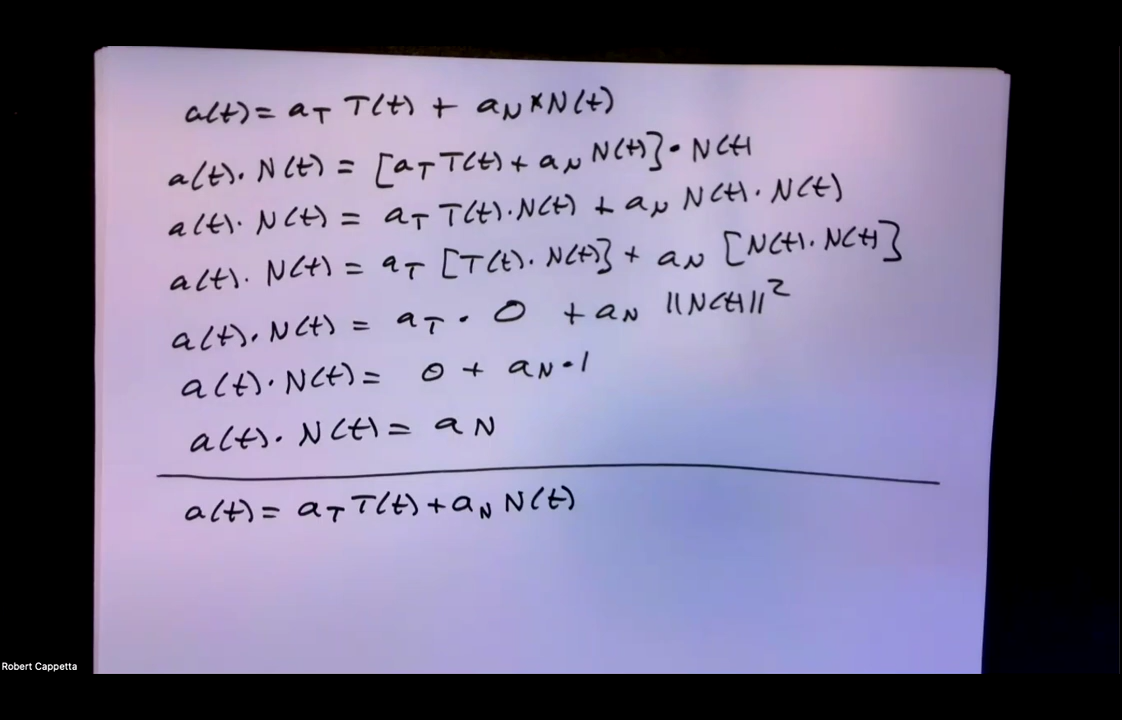 a(t) = a_T T(t) + a_N × N(t)
a(t) · N(t) = [a_T T(t) + a_N N(t)] · N(t)
a(t) · N(t) = a_T T(t) · N(t) + a_N N(t) · N(t)
a(t) · N(t) = a_T [T(t) · N(t)] + a_N [N(t) · N(t)]
a(t) · N(t) = a_T · 0 + a_N ||N(t)||²
a(t) · N(t) = 0 + a_N · 1
a(t) · N(t) = a_N
a(t) = a_T T(t) + a_N N(t)
Robert Cappetta